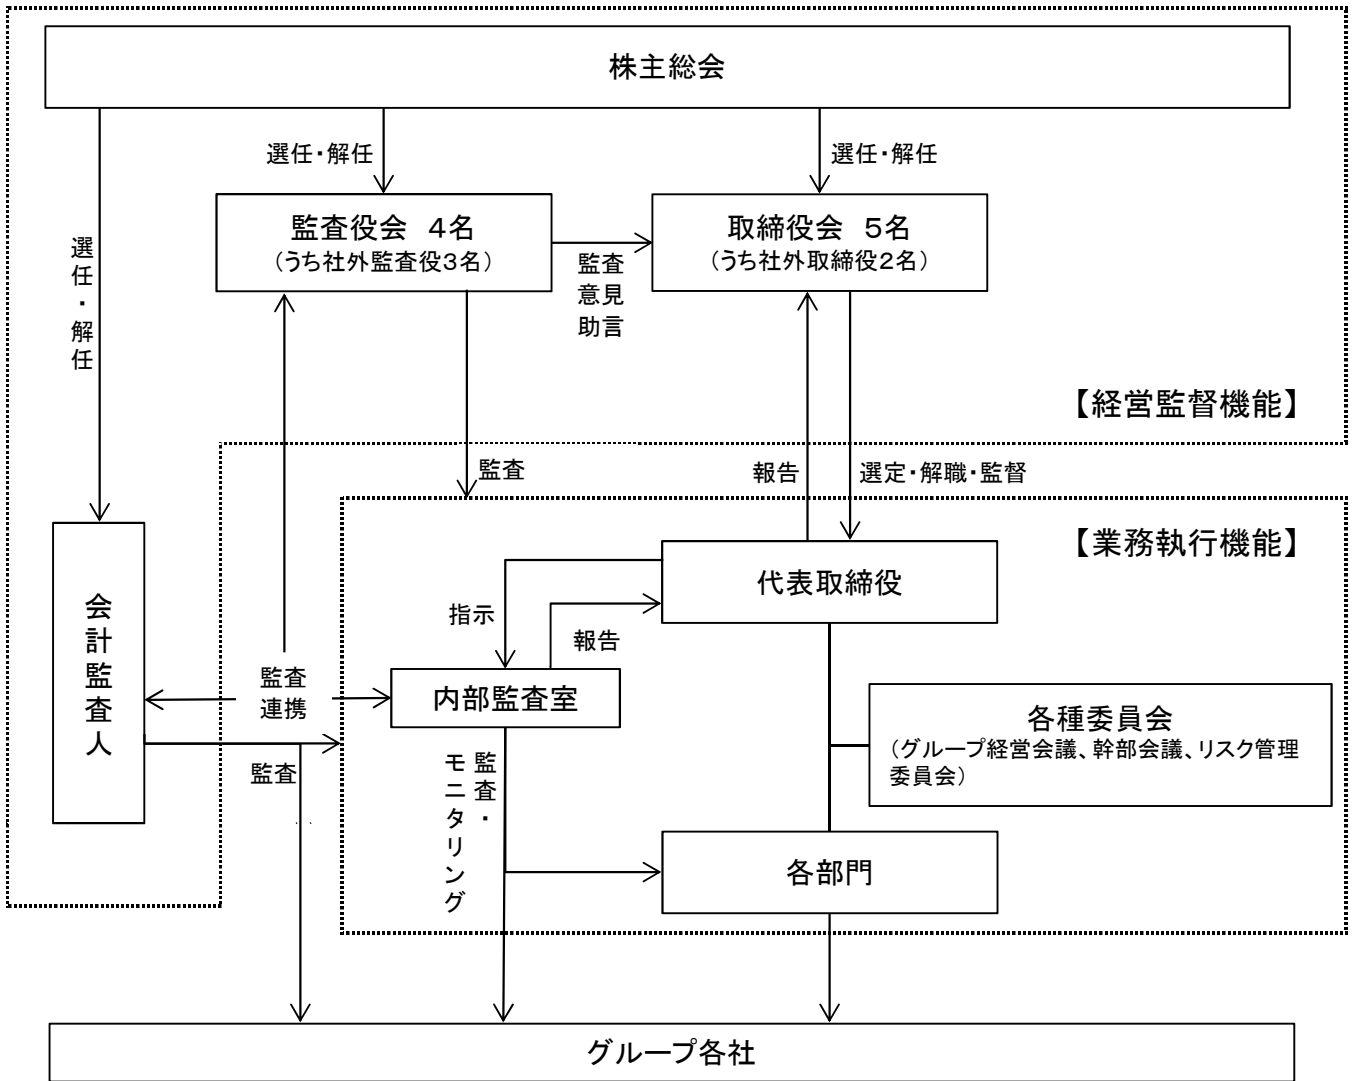 株主総会
選任・解任
選任・解任
選任・解任
監査役会　４名
（うち社外監査役３名）
取締役会　５名
（うち社外取締役２名）
監査
意見
助言
【経営監督機能】
監査
報告
選定・解職・監督
【業務執行機能】
代表取締役
会計監査人
指示
報告
監査
連携
内部監査室
各種委員会
（グループ経営会議、幹部会議、リスク管理
委員会）
監査
監査・
モニタリング
各部門
グループ各社